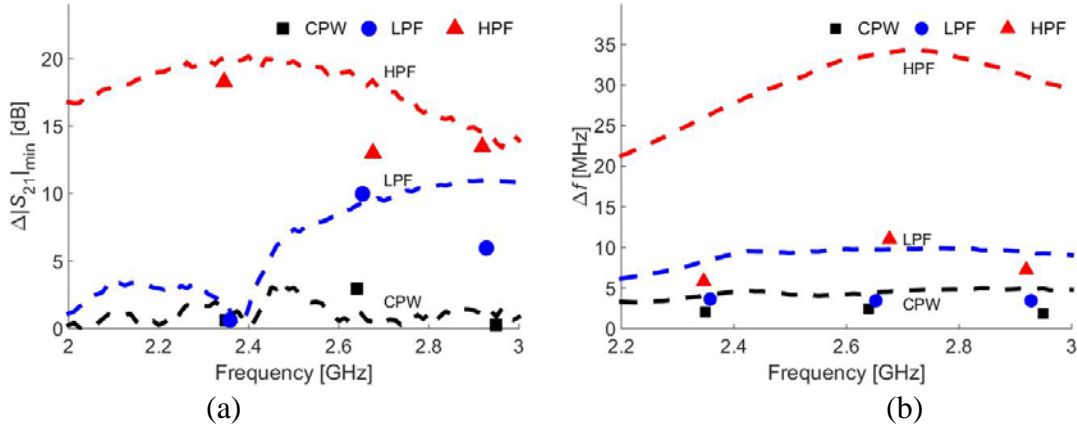 CPW LPF HPF
20
15
10
5
0
HPF
LPF
CPW
2 2.2 2.4 2.6 2.8 3
Frequency [GHz]
Δ|S21|min [dB]
(a)
CPW LPF HPF
35
30
25
20
15
10
5
0
HPF
LPF
CPW
2.2 2.4 2.6 2.8 3
Frequency [GHz]
Δf [MHz]
(b)